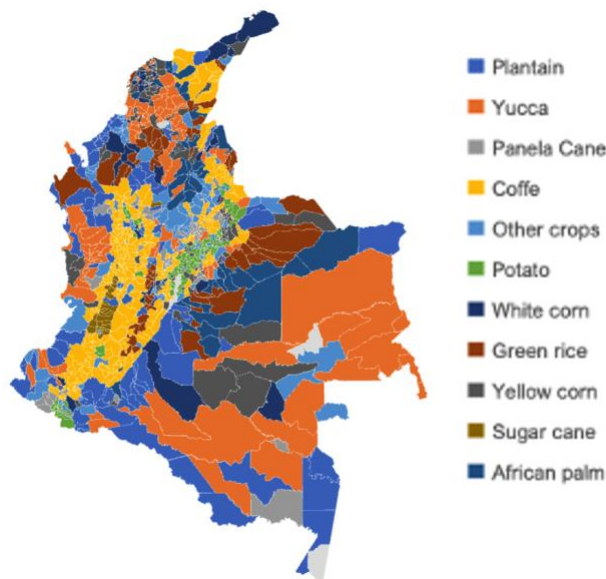 Plantain
Yucca
Panela Cane
Coffe
Other crops
Potato
White corn
Green rice
Yellow corn
Sugar cane
African palm